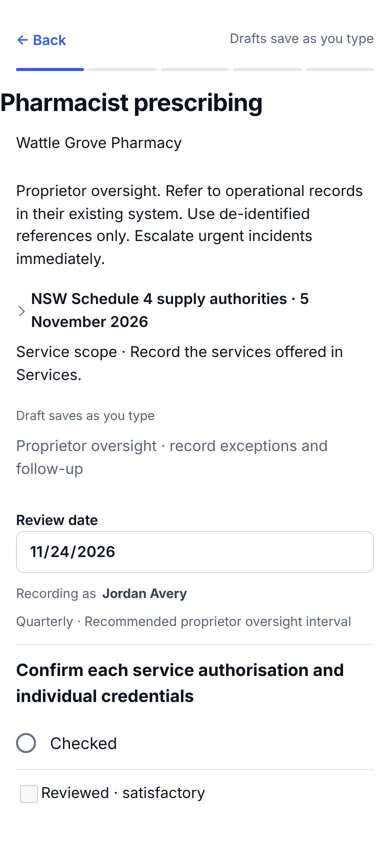 ← Back
Drafts save as you type
Pharmacist prescribing
Wattle Grove Pharmacy
Proprietor oversight. Refer to operational records
in their existing system. Use de-identified
references only. Escalate urgent incidents
immediately.
NSW Schedule 4 supply authorities · 5
November 2026
Service scope · Record the services offered in
Services.
Draft saves as you type
Proprietor oversight · record exceptions and
follow-up
Review date
11/24/2026
Recording as Jordan Avery
Quarterly · Recommended proprietor oversight interval
Confirm each service authorisation and
individual credentials
Checked
Reviewed · satisfactory